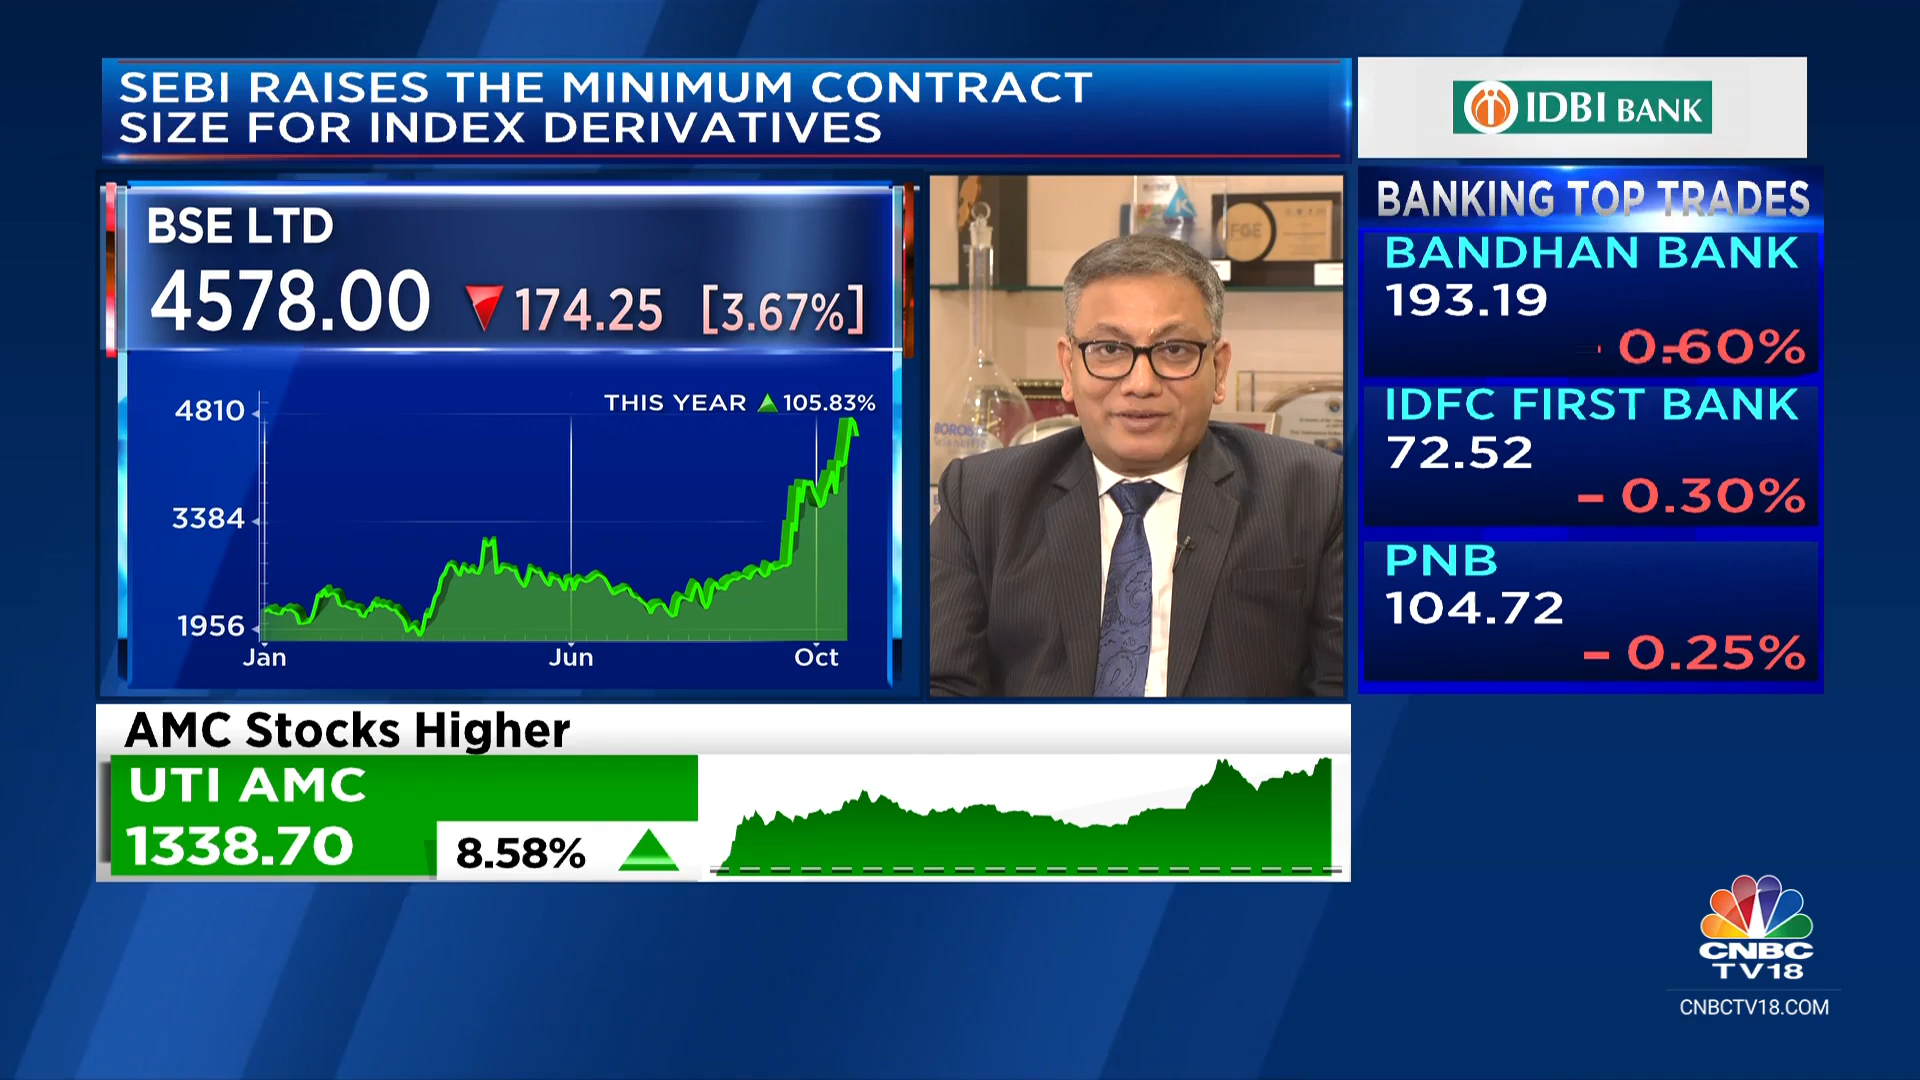 SEBI RAISES THE MINIMUM CONTRACT
SIZE FOR INDEX DERIVATIVES
IDBI BANK
BSE LTD
4578.00 ▼ 174.25 [3.67%]
THIS YEAR ▲ 105.83%
4810
3384
1956
Jan Jun Oct
FGE
BOROSIL
Scientific
BANKING TOP TRADES
BANDHAN BANK
193.19
- 0.60%
IDFC FIRST BANK
72.52
- 0.30%
PNB
104.72
- 0.25%
AMC Stocks Higher
UTI AMC
1338.70
8.58%
CNBC
TV18
CNBCTV18.COM